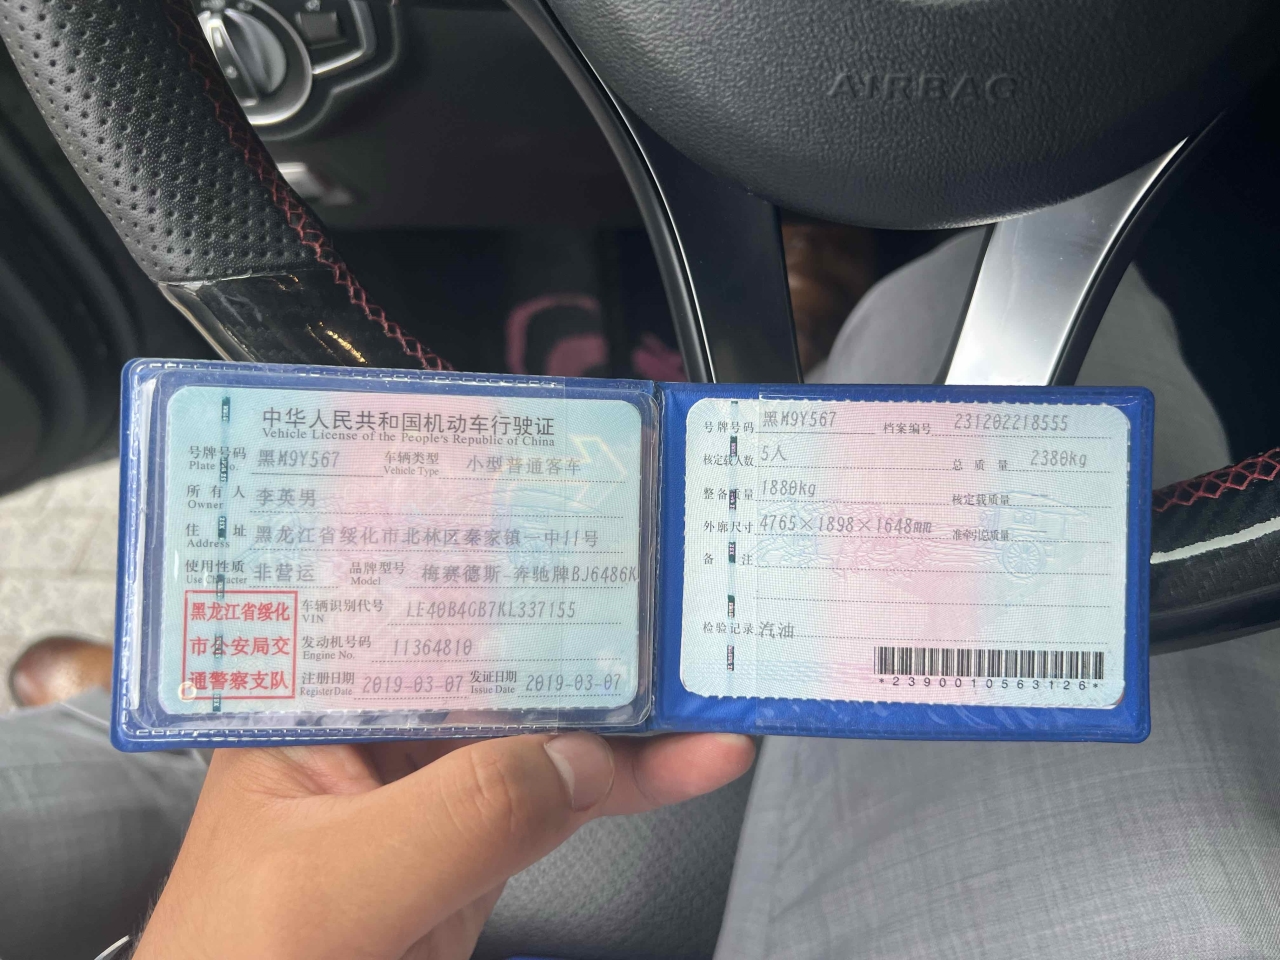 AIRBAG
中华人民共和国机动车行驶证
Vehicle License of the People's Republic of China
号牌号码 黑M9Y567 车辆类型 小型普通客车
Plate No. Vehicle Type
所有人 李英男
Owner
住址 黑龙江省绥化市北林区秦家镇一中11号
Address
使用性质 非营运 品牌型号 梅赛德斯-奔驰牌BJ6486K
Use Character Model
黑龙江省绥化
市公安局交
通警察支队
车辆识别代号 LE40B4GB7KL337155
VIN
发动机号码 11364810
Engine No.
注册日期 2019-03-07 发证日期 2019-03-07
Register Date Issue Date
号牌号码 黑M9Y567 档案编号 231202218555
核定载人数 5人 总质量 2380kg
整备质量 1880kg 核定载质量
外廓尺寸 4765×1898×1648mm 准牵引总质量
备注
检验记录 汽油
*2390010563126*